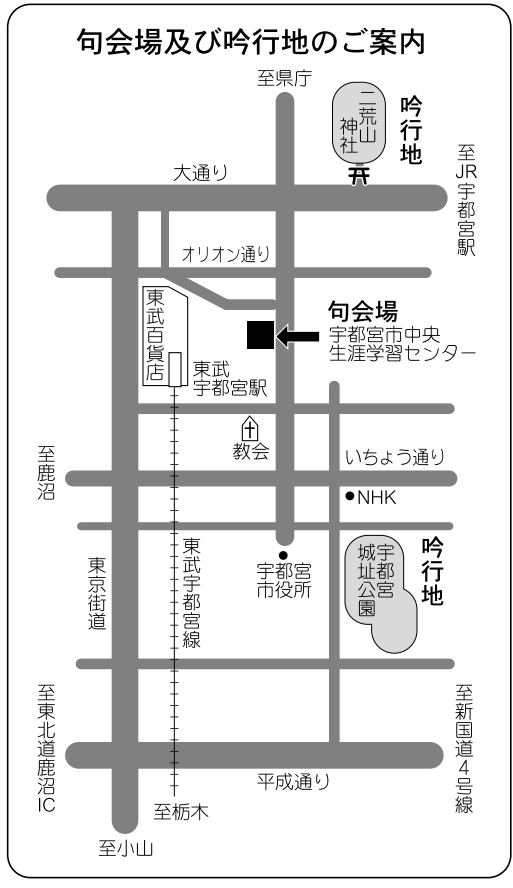 句会場及び吟行地のご案内
至県庁
二荒山
神社
吟行地
大通り
至JR宇都宮駅
オリオン通り
東武百貨店
句会場
宇都宮市中央
生涯学習センター
東武
宇都宮駅
教会
いちょう通り
至鹿沼
NHK
吟行地
宇都宮
城址公園
宇都宮
市役所
東武宇都宮線
東京街道
至東北道鹿沼IC
至新国道4号線
平成通り
至栃木
至小山